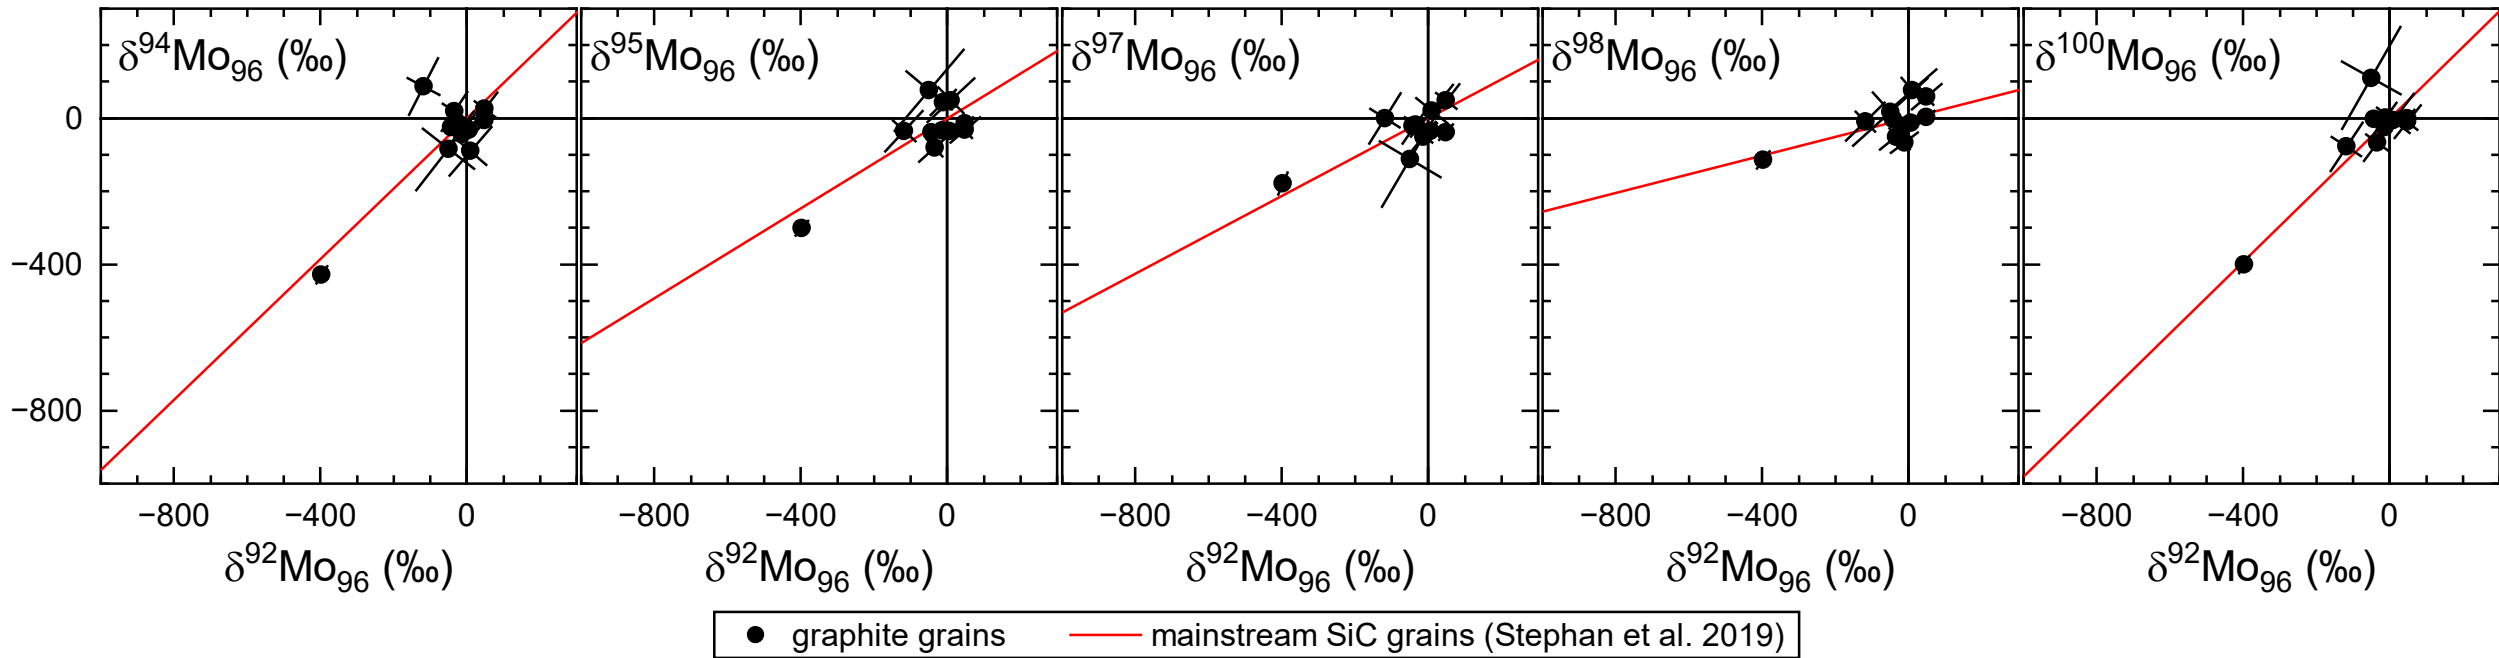 δ94Mo96 (‰) δ95Mo96 (‰) δ97Mo96 (‰) δ98Mo96 (‰) δ100Mo96 (‰)
0
−400
−800
−800 −400 0 −800 −400 0 −800 −400 0 −800 −400 0 −800 −400 0
δ92Mo96 (‰) δ92Mo96 (‰) δ92Mo96 (‰) δ92Mo96 (‰) δ92Mo96 (‰)
graphite grains mainstream SiC grains (Stephan et al. 2019)